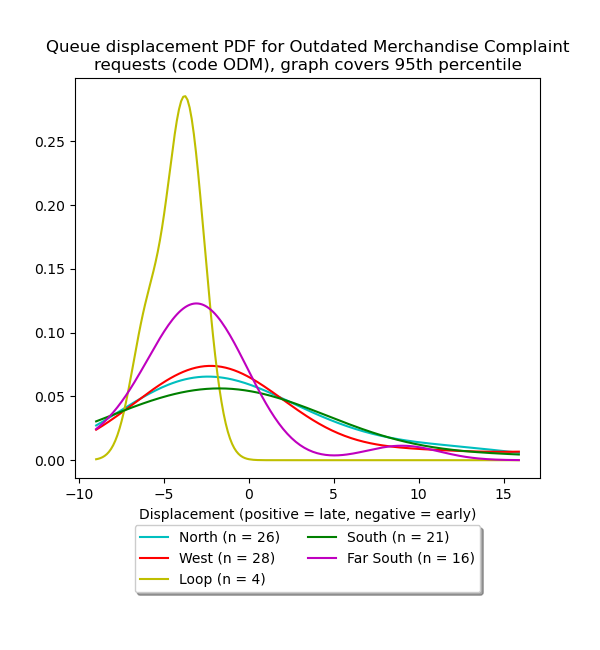 Queue displacement PDF for Outdated Merchandise Complaint
requests (code ODM), graph covers 95th percentile
0.25
0.20
0.15
0.10
0.05
0.00
−10 −5 0 5 10 15
Displacement (positive = late, negative = early)
North (n = 26) South (n = 21)
West (n = 28) Far South (n = 16)
Loop (n = 4)